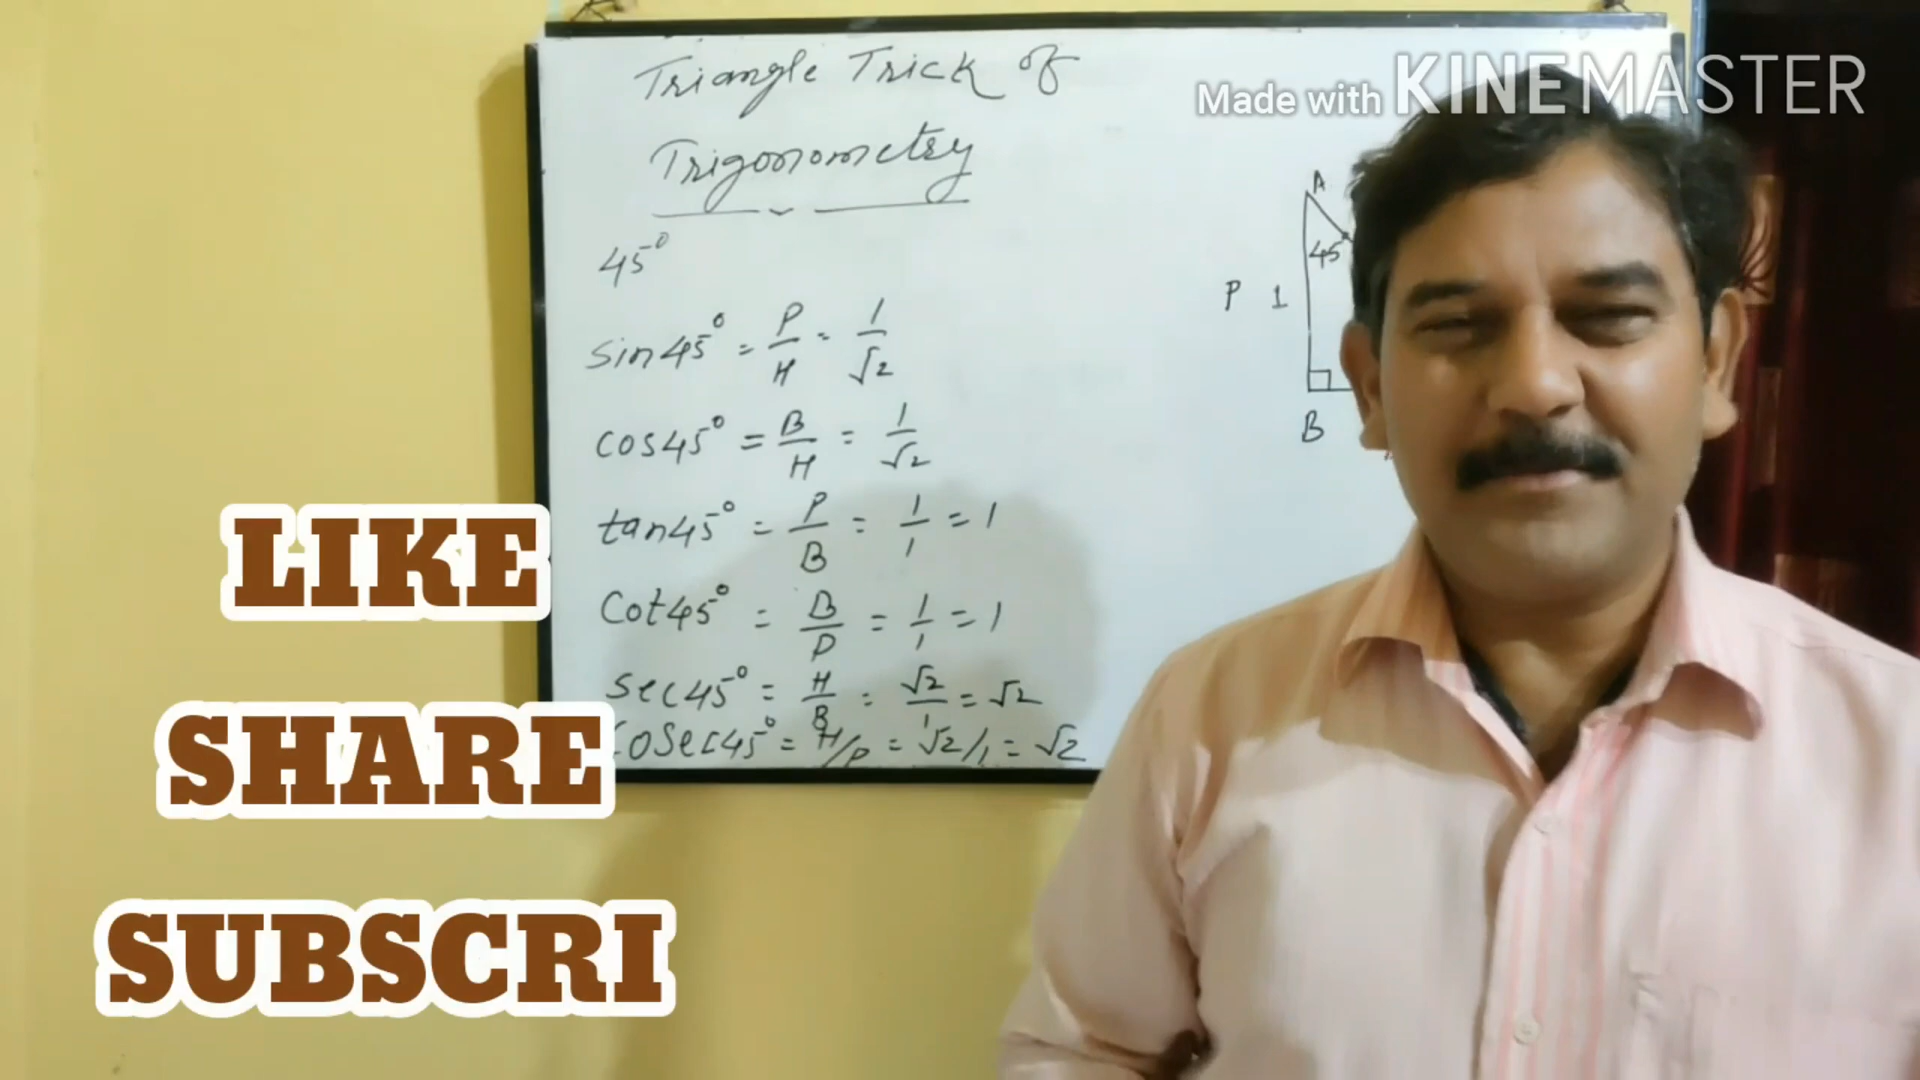 Triangle Trick of
Trigonometry
45°
sin45° = P/H = 1/√2
cos45° = B/H = 1/√2
tan45° = P/B = 1/1 = 1
Cot45° = B/P = 1/1 = 1
sec45° = H/B = √2/1 = √2
CoSec45° = H/P = √2/1 = √2
Made with KINEMASTER
A
45
P 1
B
LIKE
SHARE
SUBSCRI